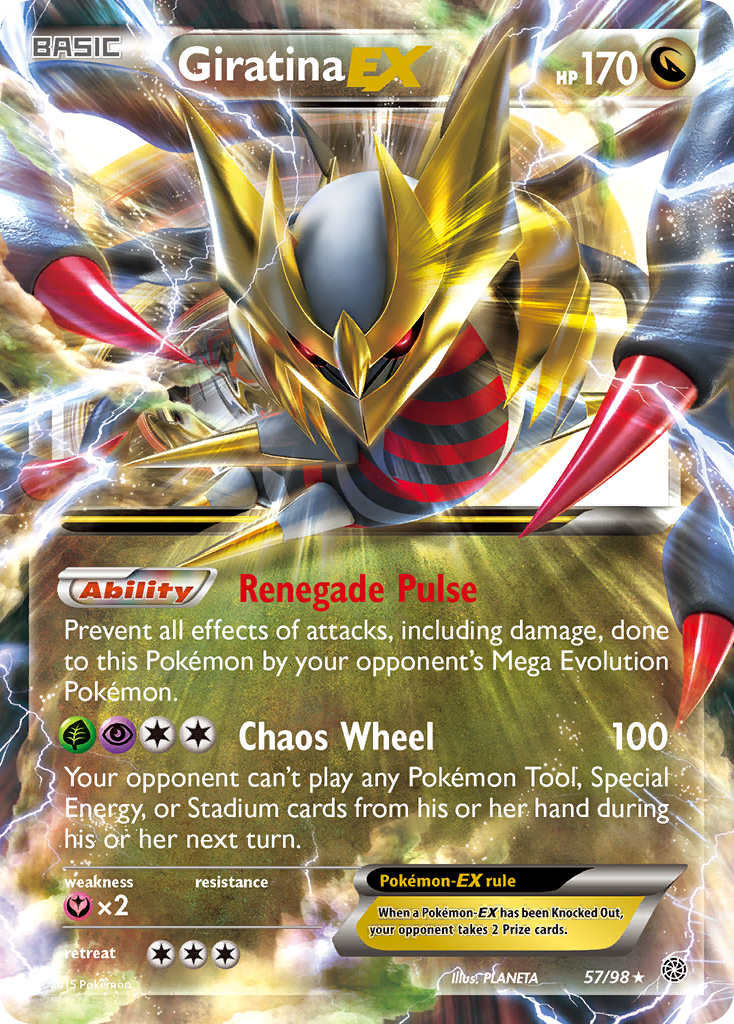 BASIC
Giratina EX
HP 170
Ability Renegade Pulse
Prevent all effects of attacks, including damage, done
to this Pokémon by your opponent's Mega Evolution
Pokémon.
Chaos Wheel 100
Your opponent can't play any Pokémon Tool, Special
Energy, or Stadium cards from his or her hand during
his or her next turn.
weakness resistance
×2
retreat
Pokémon-EX rule
When a Pokémon-EX has been Knocked Out,
your opponent takes 2 Prize cards.
©2015 Pokémon
Illus. PLANETA
57/98 ★